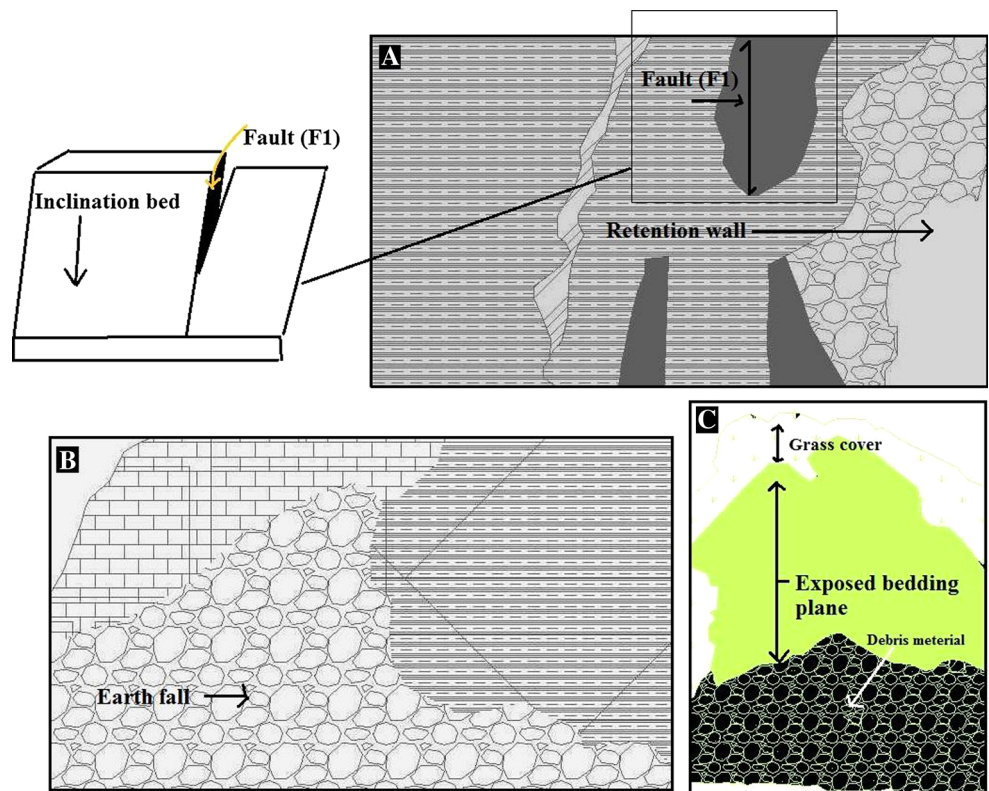 A
Fault (F1)
Retention wall
Fault (F1)
Inclination bed
B
Earth fall
C
Grass cover
Exposed bedding
plane
Debris meterial